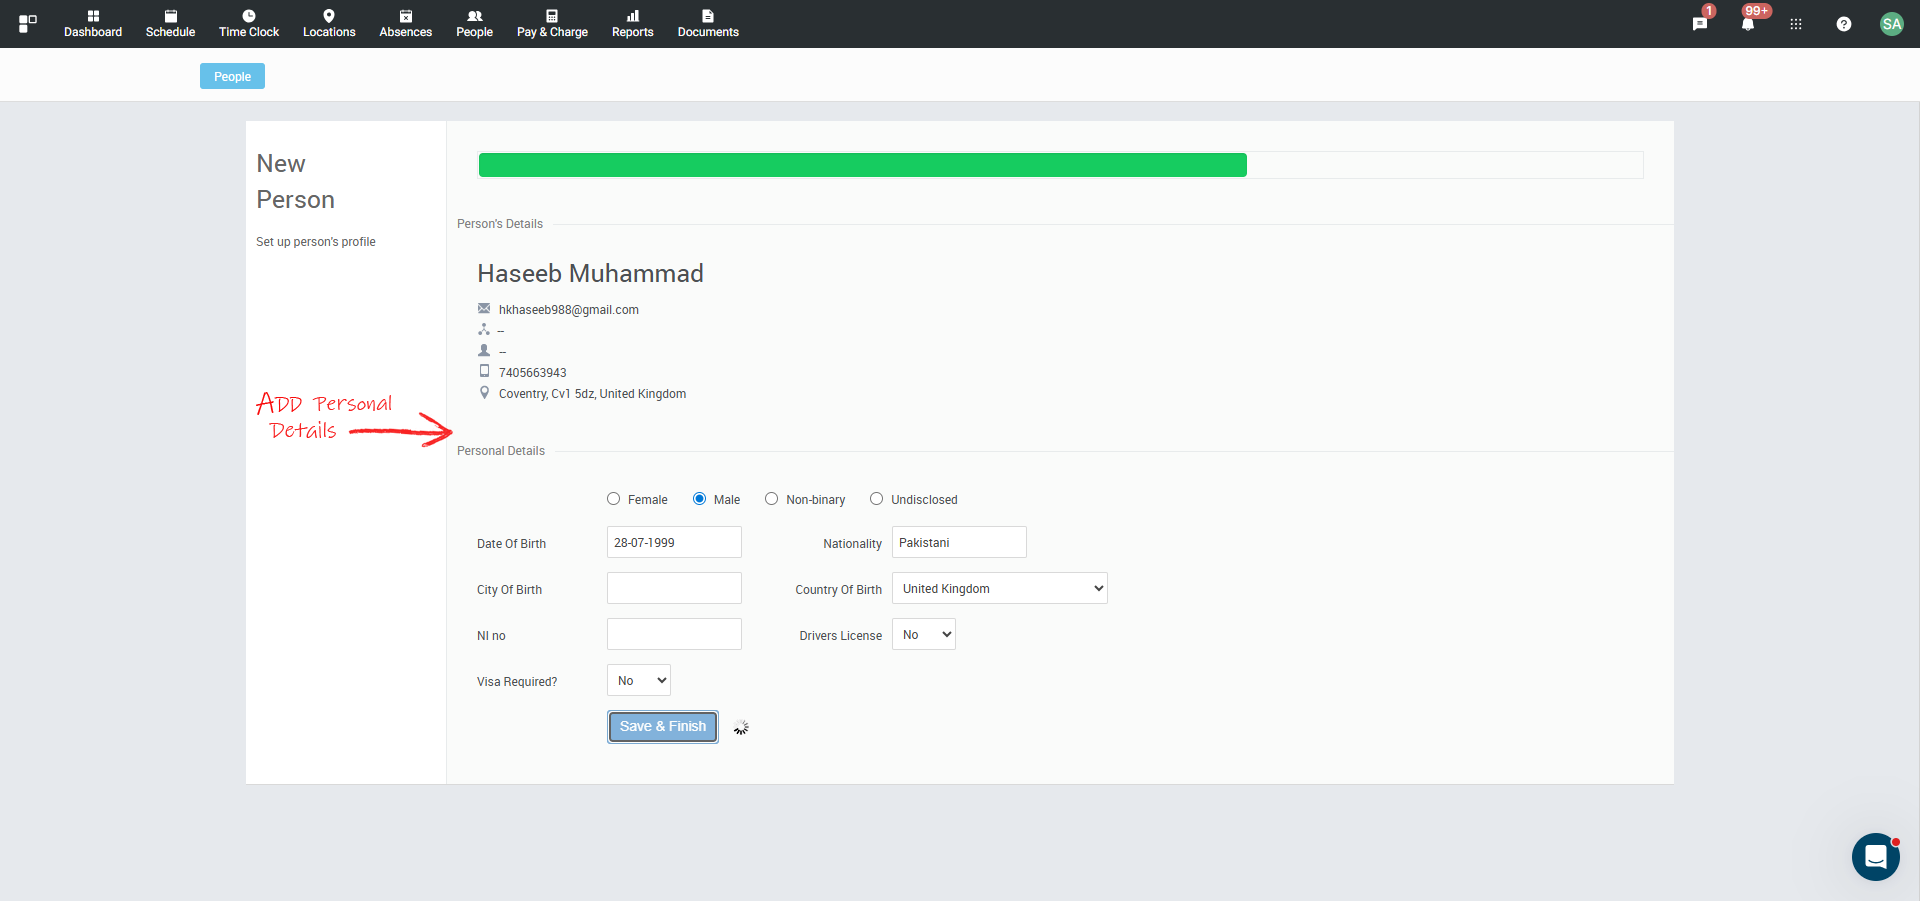 Dashboard Schedule Time Clock Locations Absences People Pay & Charge Reports Documents 1 99+ SA
People
New
Person
Set up person's profile
Person's Details
Haseeb Muhammad
hkhaseeb988@gmail.com
--
--
7405663943
Coventry, Cv1 5dz, United Kingdom
ADD Personal
Details
Personal Details
Female Male Non-binary Undisclosed
Date Of Birth 28-07-1999 Nationality Pakistani
City Of Birth Country Of Birth United Kingdom
NI no Drivers License No
Visa Required? No
Save & Finish